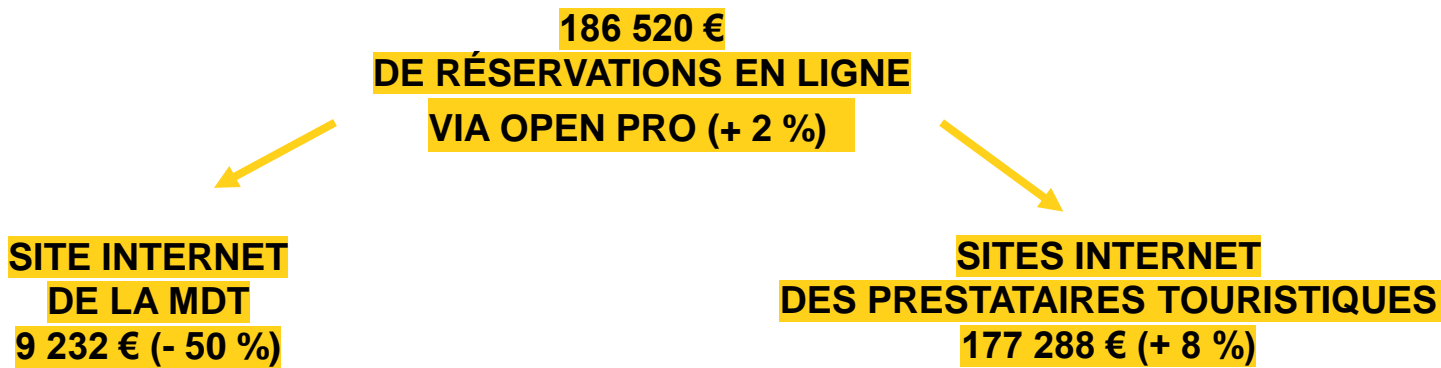 186 520 €
DE RÉSERVATIONS EN LIGNE
VIA OPEN PRO (+ 2 %)
SITE INTERNET
DE LA MDT
9 232 € (- 50 %)
SITES INTERNET
DES PRESTATAIRES TOURISTIQUES
177 288 € (+ 8 %)